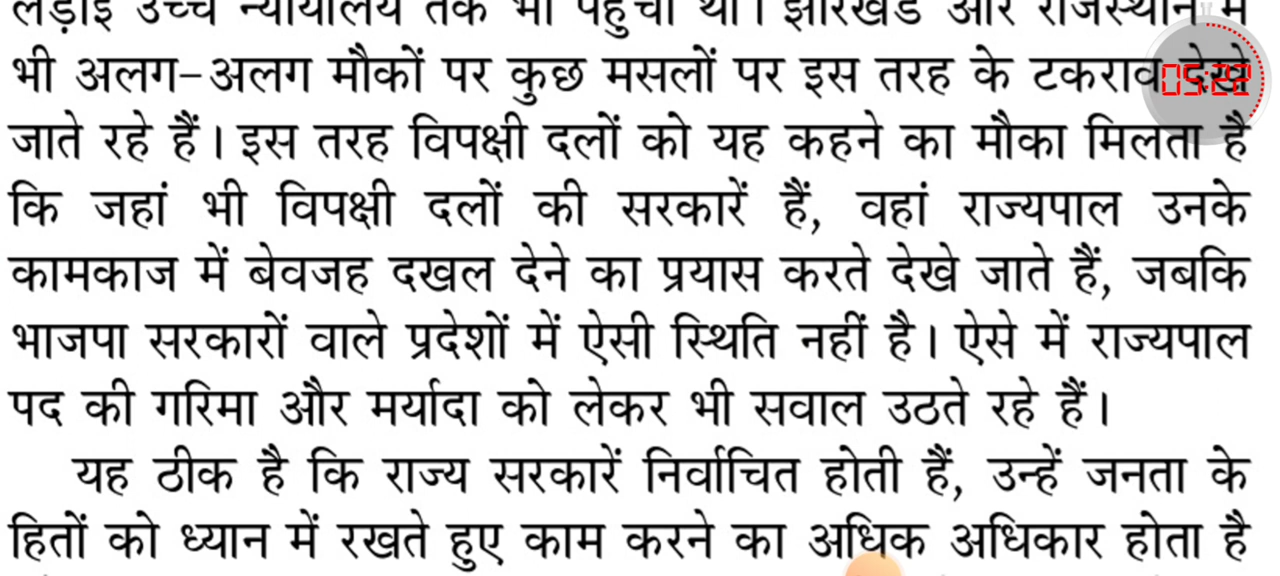 लड़ाई उच्च न्यायालय तक भी पहुंची थी। झारखंड और राजस्थान में
भी अलग-अलग मौकों पर कुछ मसलों पर इस तरह के टकराव देखे
05:22
जाते रहे हैं। इस तरह विपक्षी दलों को यह कहने का मौका मिलता है
कि जहां भी विपक्षी दलों की सरकारें हैं, वहां राज्यपाल उनके
कामकाज में बेवजह दखल देने का प्रयास करते देखे जाते हैं, जबकि
भाजपा सरकारों वाले प्रदेशों में ऐसी स्थिति नहीं है। ऐसे में राज्यपाल
पद की गरिमा और मर्यादा को लेकर भी सवाल उठते रहे हैं।
यह ठीक है कि राज्य सरकारें निर्वाचित होती हैं, उन्हें जनता के
हितों को ध्यान में रखते हुए काम करने का अधिक अधिकार होता है